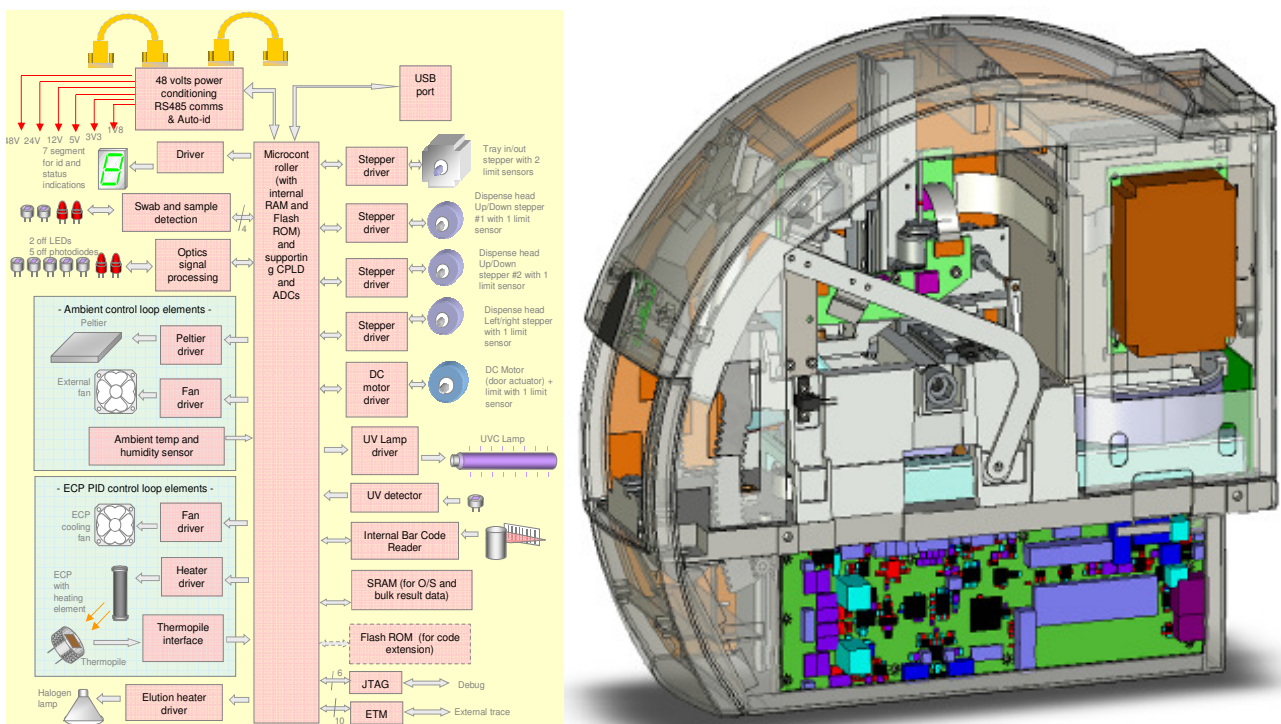 48 volts power
conditioning
RS485 comms
& Auto-id
USB
port
48V 24V 12V 5V 3V3 1V8
7 segment
for id and
status
indications
Driver
Microcont
roller
(with
internal
RAM and
Flash
ROM) and
supportin
g CPLD
and
ADCs
Stepper
driver
Tray in/out
stepper with 2
limit sensors
Swab and sample
detection
4
Stepper
driver
Dispense head
Up/Down stepper
#1 with 1 limit
sensor
2 off LEDs
5 off photodiodes
Optics
signal
processing
Stepper
driver
Dispense head
Up/Down
stepper #2 with 1
limit sensor
- Ambient control loop elements -
Peltier
Peltier
driver
Stepper
driver
Dispense head
Left/right stepper
with 1 limit
sensor
External
fan
Fan
driver
DC
motor
driver
DC Motor
(door actuator) +
limit with 1 limit
sensor
Ambient temp and
humidity sensor
UV Lamp
driver
UVC Lamp
- ECP PID control loop elements -
UV detector
ECP
cooling
fan
Fan
driver
Internal Bar Code
Reader
ECP
with
heating
element
Heater
driver
SRAM (for O/S and
bulk result data)
Thermopile
interface
Thermopile
Flash ROM (for code
extension)
6
JTAG
Debug
Halogen
lamp
Elution heater
driver
10
ETM
External trace